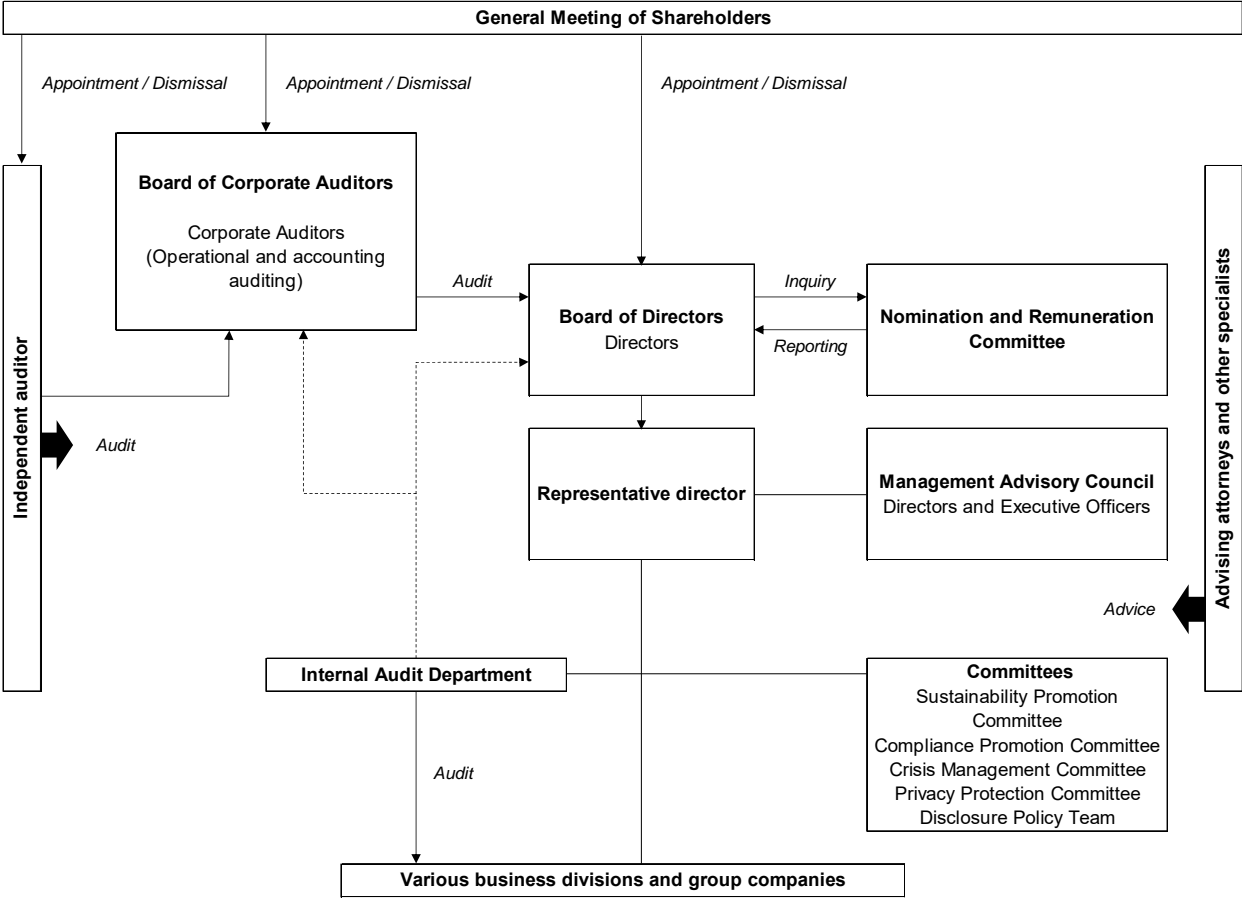 General Meeting of Shareholders
Appointment / Dismissal
Appointment / Dismissal
Appointment / Dismissal
Board of Corporate Auditors
Corporate Auditors
(Operational and accounting
auditing)
Independent auditor
Audit
Audit
Board of Directors
Directors
Inquiry
Reporting
Nomination and Remuneration
Committee
Advising attorneys and other specialists
Representative director
Management Advisory Council
Directors and Executive Officers
Advice
Internal Audit Department
Committees
Sustainability Promotion
Committee
Compliance Promotion Committee
Crisis Management Committee
Privacy Protection Committee
Disclosure Policy Team
Audit
Various business divisions and group companies